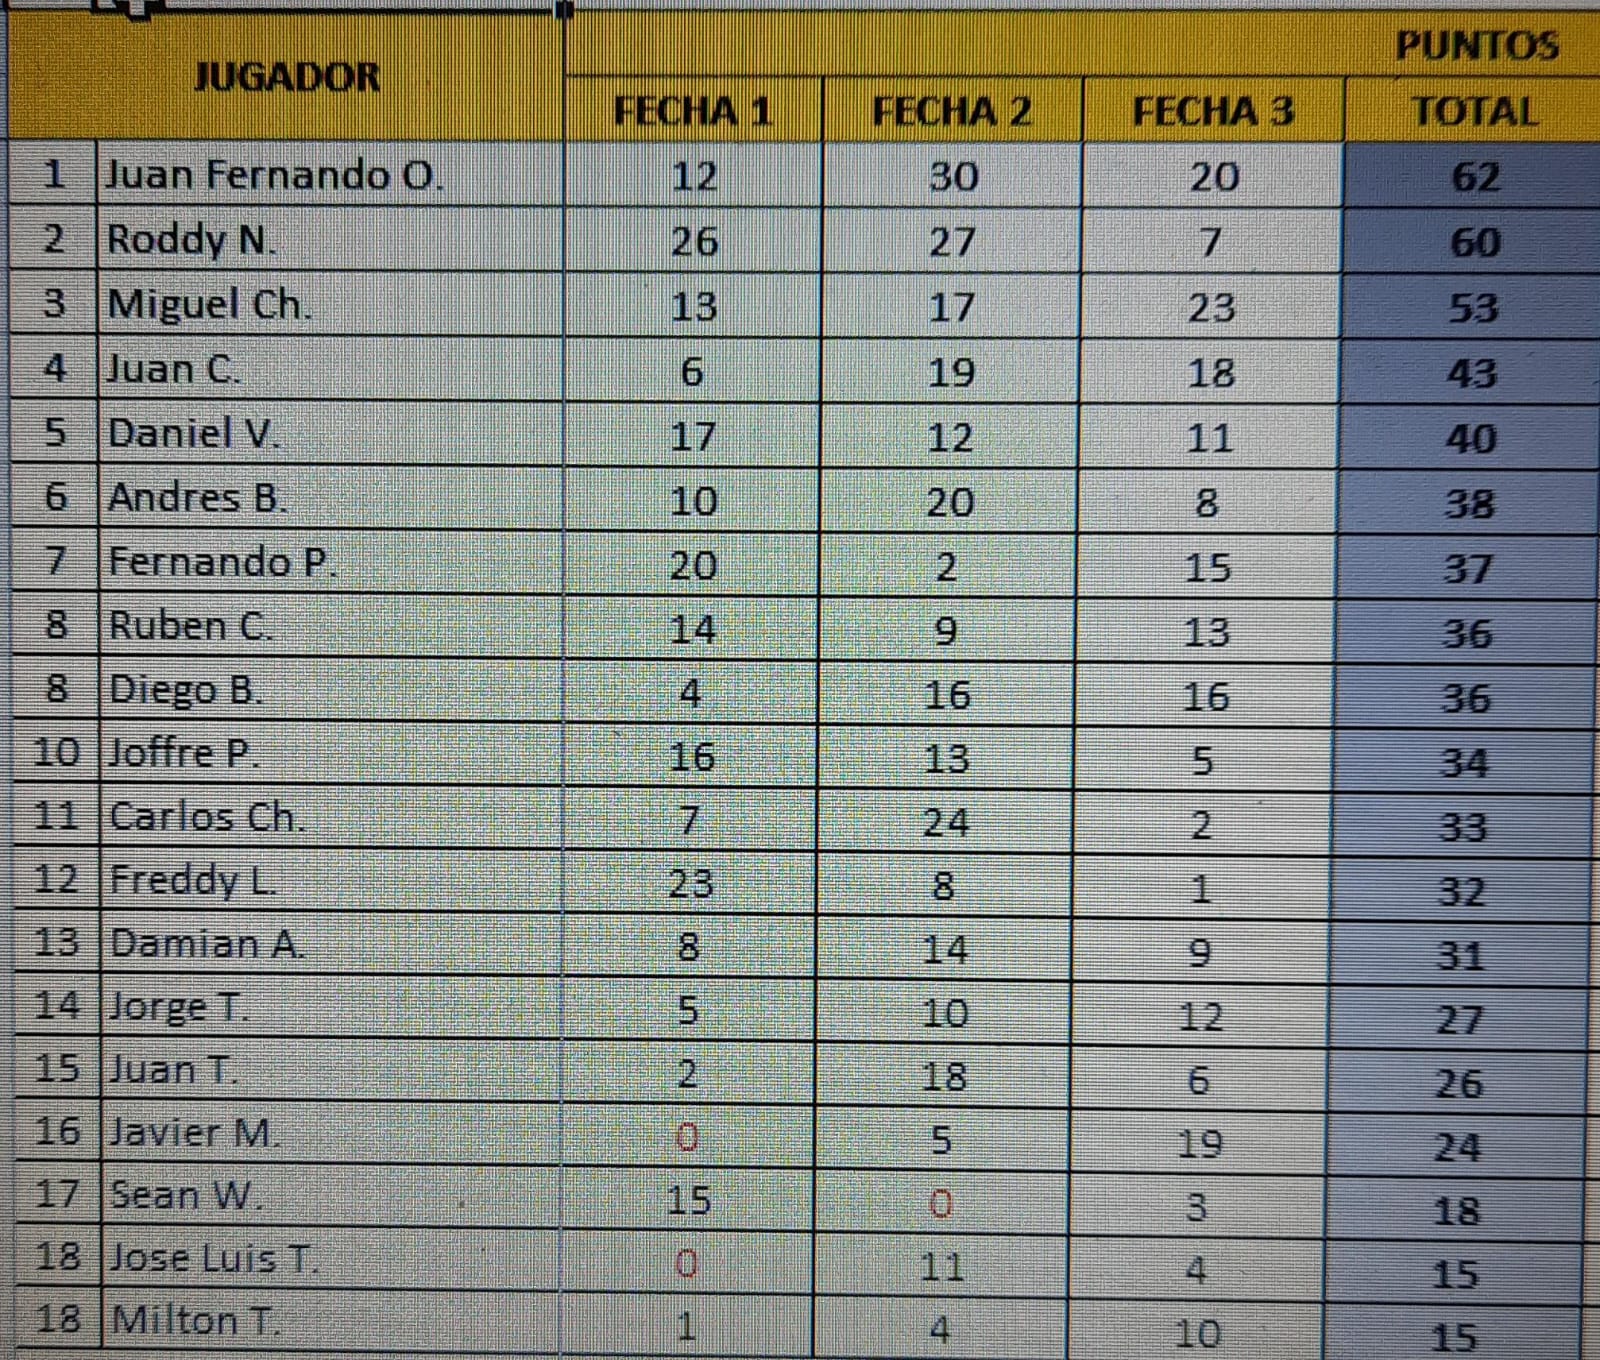 PUNTOS
JUGADOR
FECHA 1 FECHA 2 FECHA 3 TOTAL
1 Juan Fernando O. 12 30 20 62
2 Roddy N. 26 27 7 60
3 Miguel Ch. 13 17 23 53
4 Juan C. 6 19 18 43
5 Daniel V. 17 12 11 40
6 Andres B. 10 20 8 38
7 Fernando P. 20 2 15 37
8 Ruben C. 14 9 13 36
8 Diego B. 4 16 16 36
10 Joffre P. 16 13 5 34
11 Carlos Ch. 7 24 2 33
12 Freddy L. 23 8 1 32
13 Damian A. 8 14 9 31
14 Jorge T. 5 10 12 27
15 Juan T. 2 18 6 26
16 Javier M. 0 5 19 24
17 Sean W. 15 0 3 18
18 Jose Luis T. 0 11 4 15
18 Milton T. 1 4 10 15